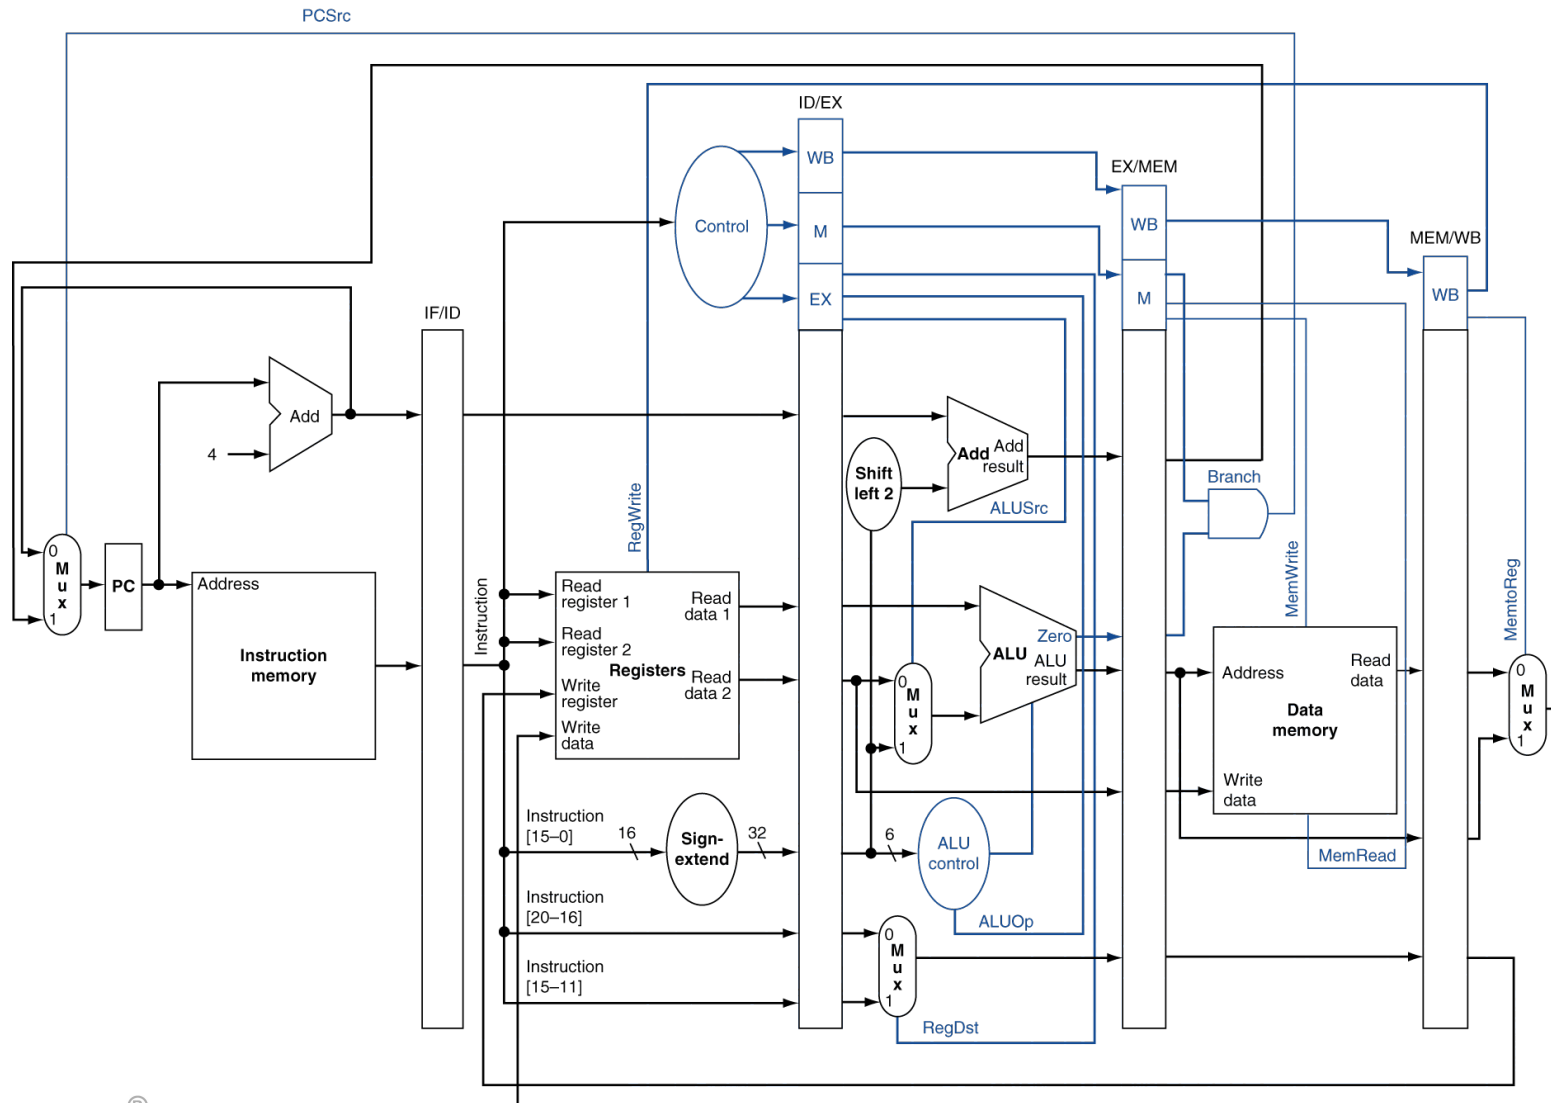 PCSrc
ID/EX
WB
EX/MEM
Control
M
WB
MEM/WB
EX
M
WB
IF/ID
Add
4
Add Add
result
Shift
left 2
Branch
ALUSrc
RegWrite
MemWrite
MemtoReg
Instruction
0
M
u
x
1
PC
Address
Instruction
memory
Read
register 1
Read
register 2
Write
register
Write
data
Registers
Read
data 1
Read
data 2
0
M
u
x
1
Zero
ALU
ALU
result
Address
Read
data
Data
memory
Write
data
MemRead
0
M
u
x
1
Instruction
[15–0]
16
Sign-
extend
32
6
ALU
control
ALUOp
Instruction
[20–16]
Instruction
[15–11]
0
M
u
x
1
RegDst